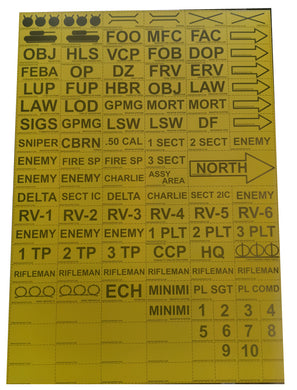 FOO MFC FAC
OBJ HLS VCP FOB DOP
FEBA OP DZ FRV ERV
LUP FUP HBR OBJ LAW
LAW LOD GPMG MORT MORT
SIGS GPMG LSW LSW DF
SNIPER CBRN .50 CAL 1 SECT 2 SECT ENEMY
ENEMY FIRE SP ENEMY 3 SECT
ENEMY FIRE SP CHARLIE ASSY AREA NORTH
DELTA SECT IC DELTA CHARLIE SECT 2IC ENEMY
RV-1 RV-2 RV-3 RV-4 RV-5 RV-6
ENEMY ENEMY ENEMY 1 PLT 2 PLT 3 PLT
1 TP 2 TP 3 TP CCP HQ
RIFLEMAN RIFLEMAN RIFLEMAN RIFLEMAN RIFLEMAN RIFLEMAN
ECH MINIMI PL SGT PL COMD
MINIMI 1 2 3 4
5 6 7 8
9 10